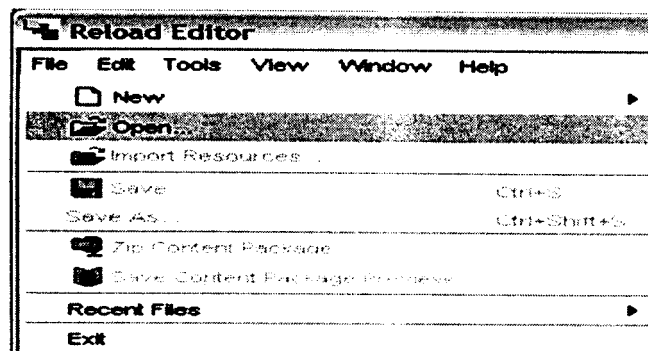 Reload Editor
File Edit Tools View Window Help
New
Open...
Import Resources...
Save Ctrl+S
Save As... Ctrl+Shift+S
Zip Content Package
Save Content Package Preview
Recent Files
Exit